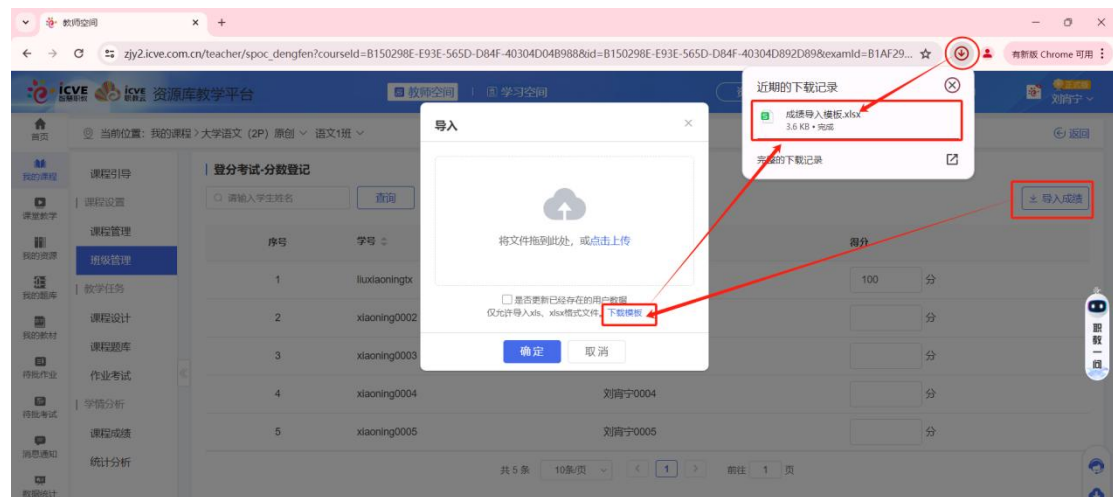 教师空间
zjy2.icve.com.cn/teacher/spoc_dengfen?courseId=B150298E-E93E-565D-D84F-40304D04B988&id=B150298E-E93E-565D-D84F-40304D892D89&examId=B1AF29...
有新版 Chrome 可用
icve 智慧职教 icve 职教云 资源库教学平台
教师空间
学习空间
刘宵宁
近期的下载记录
成绩导入模板.xlsx
3.6 KB • 完成
完整的下载记录
首页
当前位置: 我的课程 > 大学语文 (2P) 原创 语文1班
返回
我的课程
课堂教学
我的资源
我的题库
我的教材
待批作业
待批考试
消息通知
数据统计
课程引导
课程设置
课程管理
班级管理
教学任务
课程设计
课程题库
作业考试
学情分析
课程成绩
统计分析
登分考试-分数登记
请输入学生姓名
查询
导入成绩
序号 学号 得分
1 liuxiaoningtx 100 分
2 xiaoning0002 分
3 xiaoning0003 分
4 xiaoning0004 刘宵宁0004 分
5 xiaoning0005 刘宵宁0005 分
共 5 条 10条/页 1 前往 1 页
导入
将文件拖到此处，或点击上传
是否更新已经存在的用户数据
仅允许导入xls、xlsx格式文件。下载模板
确定 取消
职教一问